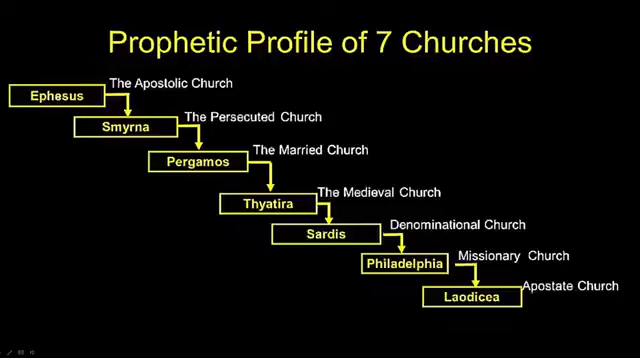 Prophetic Profile of 7 Churches
The Apostolic Church
Ephesus
The Persecuted Church
Smyrna
The Married Church
Pergamos
The Medieval Church
Thyatira
Denominational Church
Sardis
Missionary Church
Philadelphia
Apostate Church
Laodicea